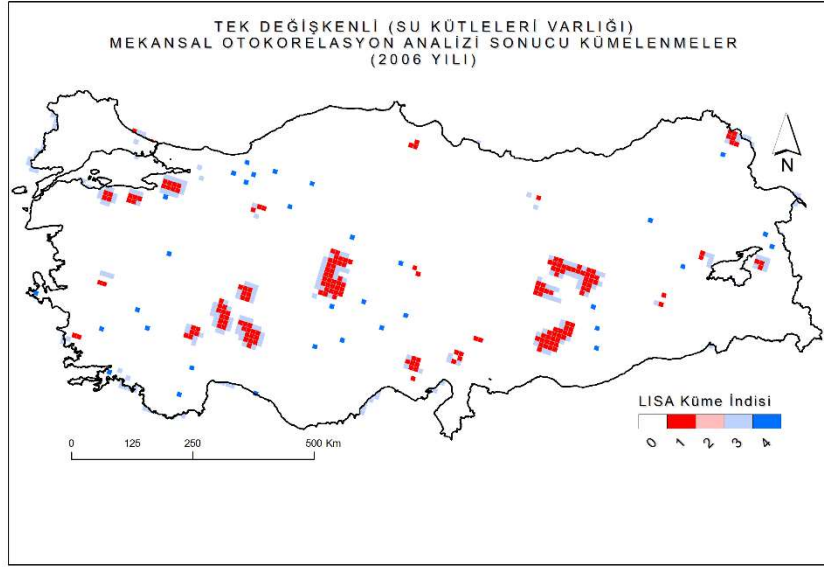 TEK DEĞİŞKENLİ (SU KÜTLELERİ VARLIĞI)
MEKANSAL OTOKORELASYON ANALİZİ SONUCU KÜMELENMELER
(2006 YILI)
N
LISA Küme İndisi
0 1 2 3 4
0 125 250 500 Km